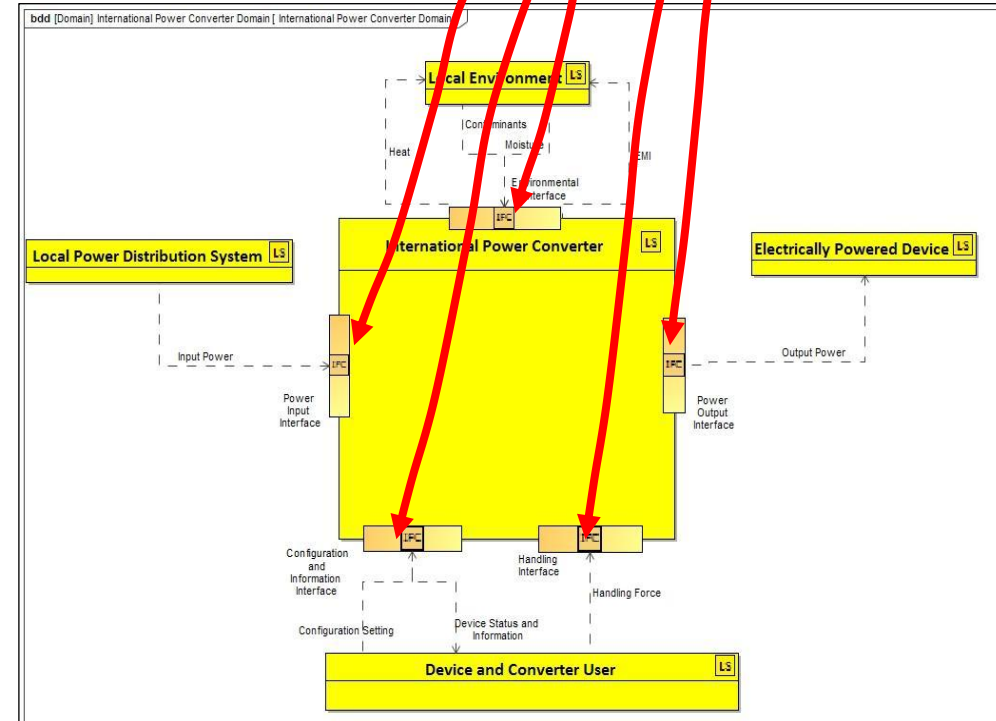 bdd [Domain] International Power Converter Domain [ International Power Converter Domain
Local Environment
LS
Contaminants
Moisture
Heat
EMI
Environmental
Interface
IFC
International Power Converter
LS
Local Power Distribution System
LS
Electrically Powered Device
LS
Input Power
IFC
IFC
Output Power
Power
Input
Interface
Power
Output
Interface
IFC
IFC
Configuration
and
Information
Interface
Handling
Interface
Handling Force
Configuration Setting
Device Status and
Information
Device and Converter User
LS